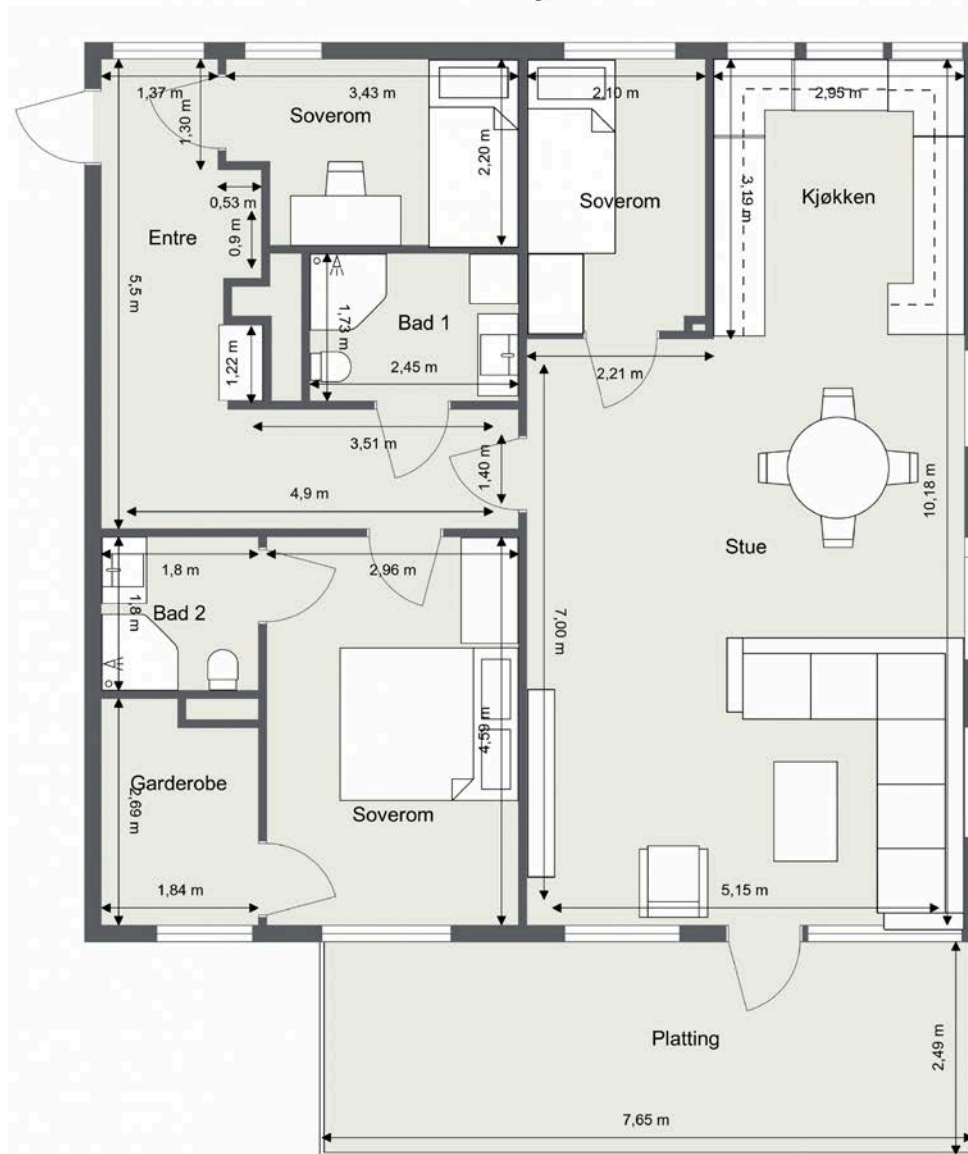 1,37 m
3,43 m
2,10 m
2,95 m
Soverom
1,30 m
2,20 m
3,19 m
Soverom
Kjøkken
0,53 m
0,9 m
Entre
5,5 m
1,73 m
Bad 1
1,22 m
2,45 m
2,21 m
3,51 m
1,40 m
4,9 m
10,18 m
Stue
1,8 m
2,96 m
1,8 m
Bad 2
7,00 m
4,59 m
Garderobe
2,69 m
Soverom
1,84 m
5,15 m
Platting
2,49 m
7,65 m